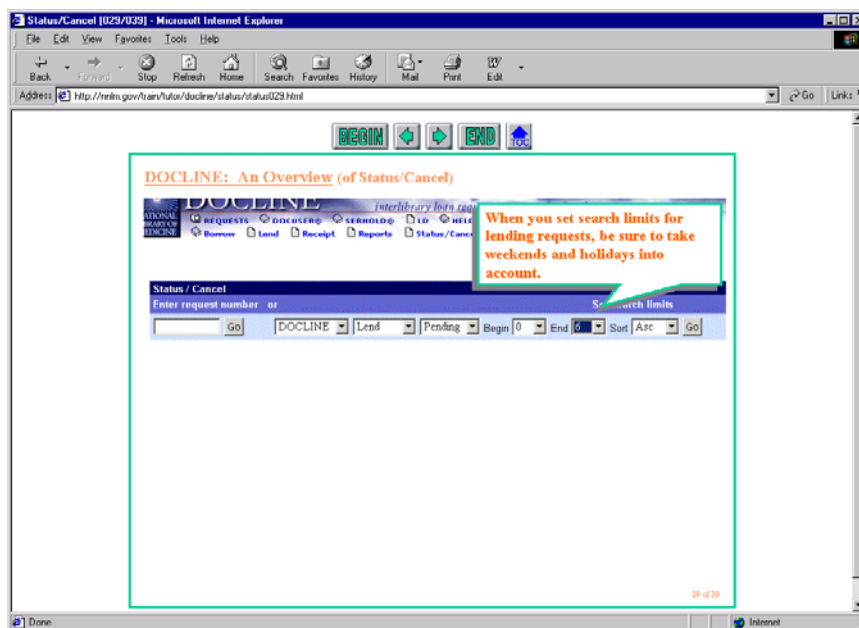 Status/Cancel [029/039] - Microsoft Internet Explorer
File Edit View Favorites Tools Help
Back Forward Stop Refresh Home Search Favorites History Mail Print Edit
Address http://nnlm.gov/train/tutor/docline/status/status029.html Go Links
BEGIN END TOC
DOCLINE: An Overview (of Status/Cancel)
DOCLINE
interlibrary loan
REQUESTS DOCUSER® SERHOLD® LD
Borrow Lend Receipt Reports Status/Canc
When you set search limits for
lending requests, be sure to take
weekends and holidays into
account.
Status / Cancel
Enter request number or limits
Go DOCLINE Lend Pending Begin 0 End 6 Sort Asc Go
29 of 39
Done Internet